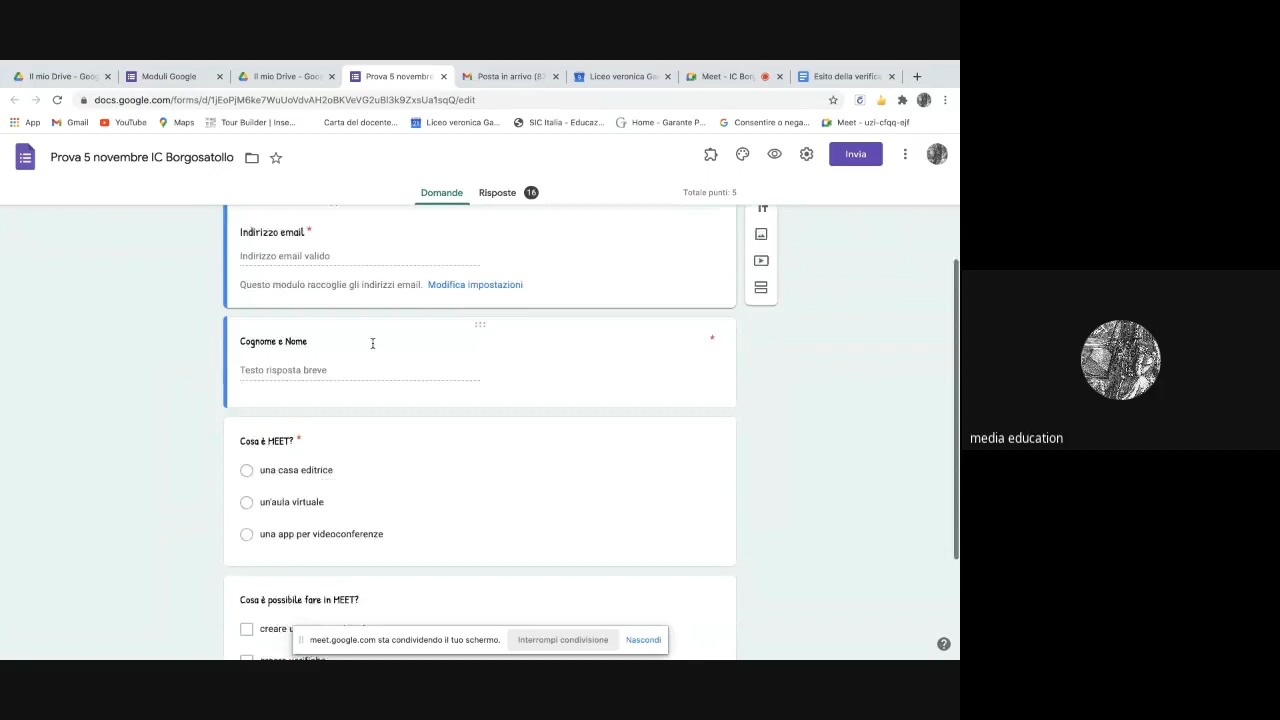 Il mio Drive - Goog
Moduli Google
Il mio Drive - Goo
Prova 5 novembre
Posta in arrivo (8
Liceo veronica Ga
Meet - IC Bor
Esito della verific
docs.google.com/forms/d/1jEoPjM6ke7WuUoVdvAH2oBKVeVG2uBl3k9ZxsUa1sqQ/edit
App
Gmail
YouTube
Maps
Tour Builder | Inse...
Carta del docente...
Liceo veronica Ga...
SIC Italia - Educaz...
Home - Garante P...
Consentire o nega...
Meet - uzi-cfqq-ejf
Prova 5 novembre IC Borgosatollo
Invia
Domande
Risposte 16
Totale punti: 5
Indirizzo email *
Indirizzo email valido
Questo modulo raccoglie gli indirizzi email. Modifica impostazioni
Cognome e Nome *
Testo risposta breve
Cosa è MEET? *
una casa editrice
un'aula virtuale
una app per videoconferenze
Cosa è possibile fare in MEET?
meet.google.com sta condividendo il tuo schermo. Interrompi condivisione Nascondi
media education